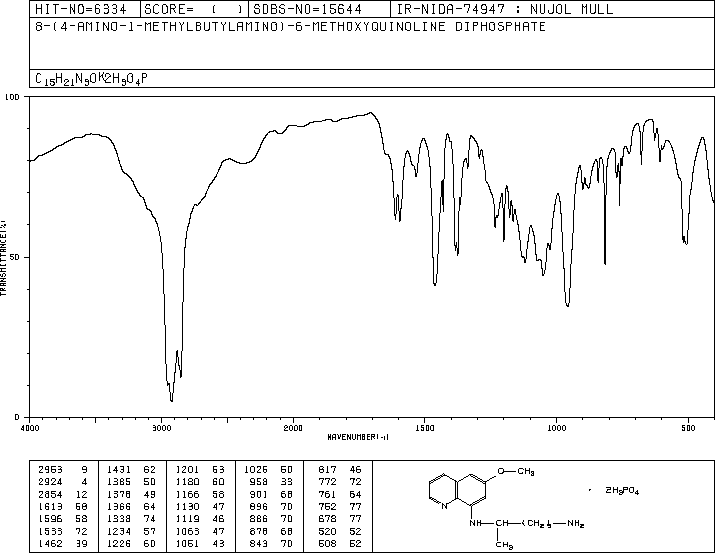 HIT-NO=6334 SCORE= ( ) SDBS-NO=15644 IR-NIDA-74947 : NUJOL MULL
8-(4-AMINO-1-METHYLBUTYLAMINO)-6-METHOXYQUINOLINE DIPHOSPHATE
C15H21N3O 2H3O4P
100
50
0
TRANSMITTANCE(%)
4000 3000 2000 1500 1000 500
WAVENUMBER(-1)
2953 9 1431 62 1201 53 1026 50 817 46
2924 4 1385 50 1180 60 958 33 772 72
2854 12 1378 49 1166 58 901 68 761 64
1613 60 1366 64 1130 47 896 70 752 77
1596 58 1338 74 1119 46 886 70 678 77
1533 72 1234 57 1063 47 878 68 520 52
1462 39 1226 60 1051 43 843 70 508 52
O CH3
N
NH CH (CH2)3 NH2
CH3
· 2H3PO4